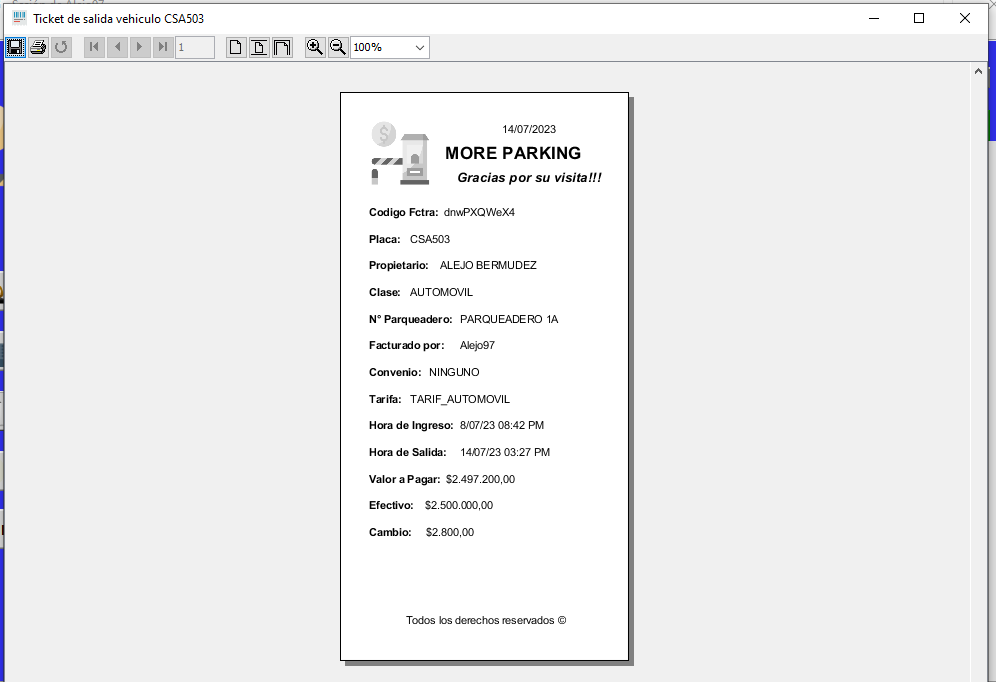 Ticket de salida vehiculo CSA503
1
100%
14/07/2023
$
MORE PARKING
Gracias por su visita!!!
Codigo Fctra: dnwPXQWeX4
Placa: CSA503
Propietario: ALEJO BERMUDEZ
Clase: AUTOMOVIL
N° Parqueadero: PARQUEADERO 1A
Facturado por: Alejo97
Convenio: NINGUNO
Tarifa: TARIF_AUTOMOVIL
Hora de Ingreso: 8/07/23 08:42 PM
Hora de Salida: 14/07/23 03:27 PM
Valor a Pagar: $2.497.200,00
Efectivo: $2.500.000,00
Cambio: $2.800,00
Todos los derechos reservados ©